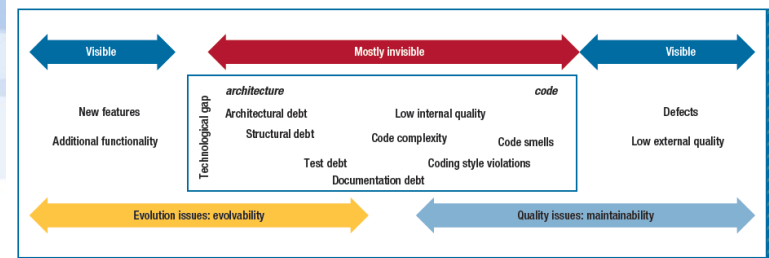 Visible
Mostly invisible
Visible
New features
Additional functionality
Technological gap
architecture
code
Architectural debt
Low internal quality
Structural debt
Code complexity
Code smells
Test debt
Coding style violations
Documentation debt
Defects
Low external quality
Evolution issues: evolvability
Quality issues: maintainability